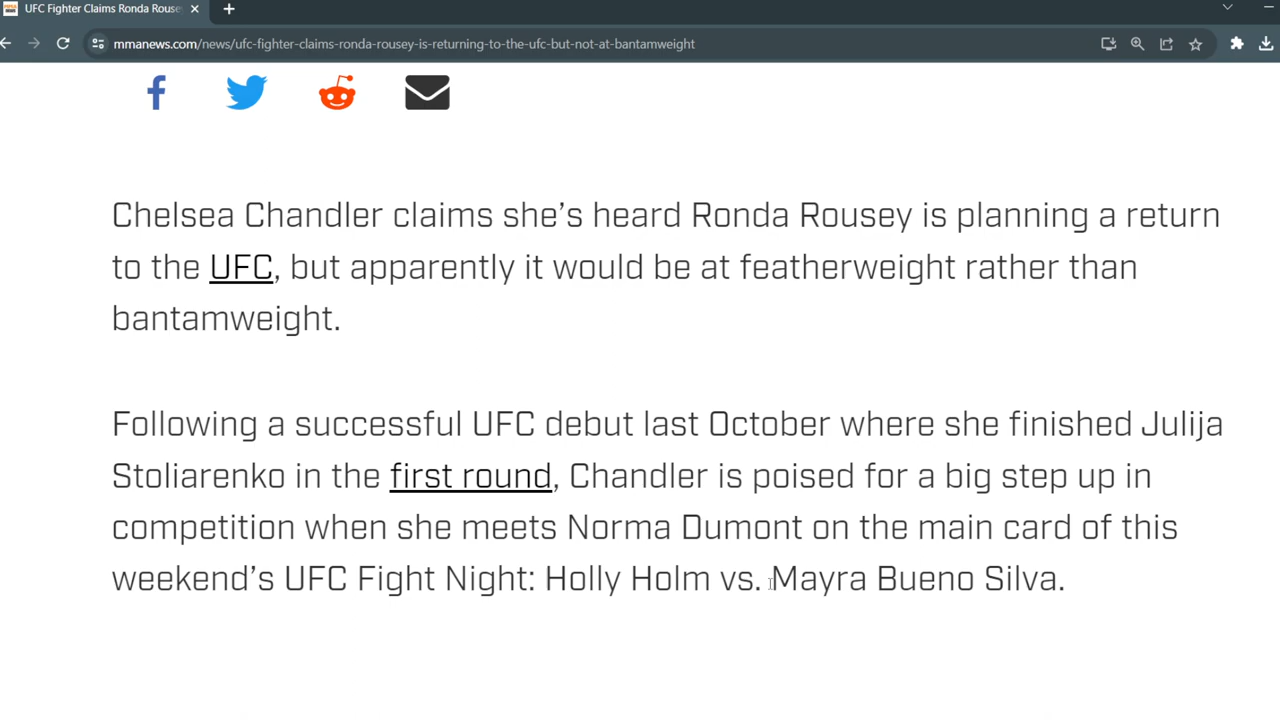 UFC Fighter Claims Ronda Rouse
mmanews.com/news/ufc-fighter-claims-ronda-rousey-is-returning-to-the-ufc-but-not-at-bantamweight
Chelsea Chandler claims she's heard Ronda Rousey is planning a return
to the UFC, but apparently it would be at featherweight rather than
bantamweight.
Following a successful UFC debut last October where she finished Julija
Stoliarenko in the first round, Chandler is poised for a big step up in
competition when she meets Norma Dumont on the main card of this
weekend's UFC Fight Night: Holly Holm vs. Mayra Bueno Silva.